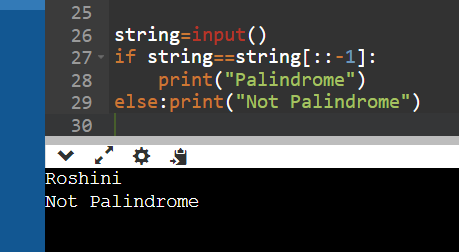 25
26 string=input()
27 if string==string[::-1]:
28     print("Palindrome")
29 else:print("Not Palindrome")
30
Roshini
Not Palindrome